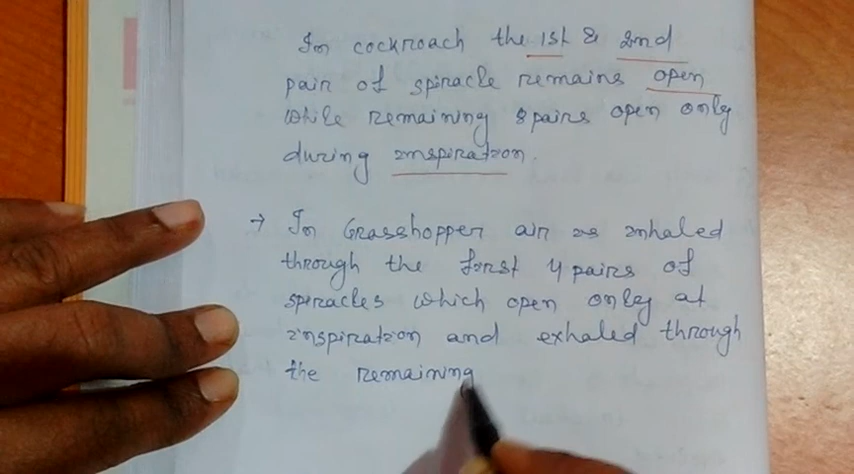 In cockroach the 1st & 2nd
pair of spiracle remains open
while remaining 8 pairs open only
during inspiration.
→ In Grasshopper air is inhaled
through the first 4 pairs of
spiracles which open only at
inspiration and exhaled through
the remaining